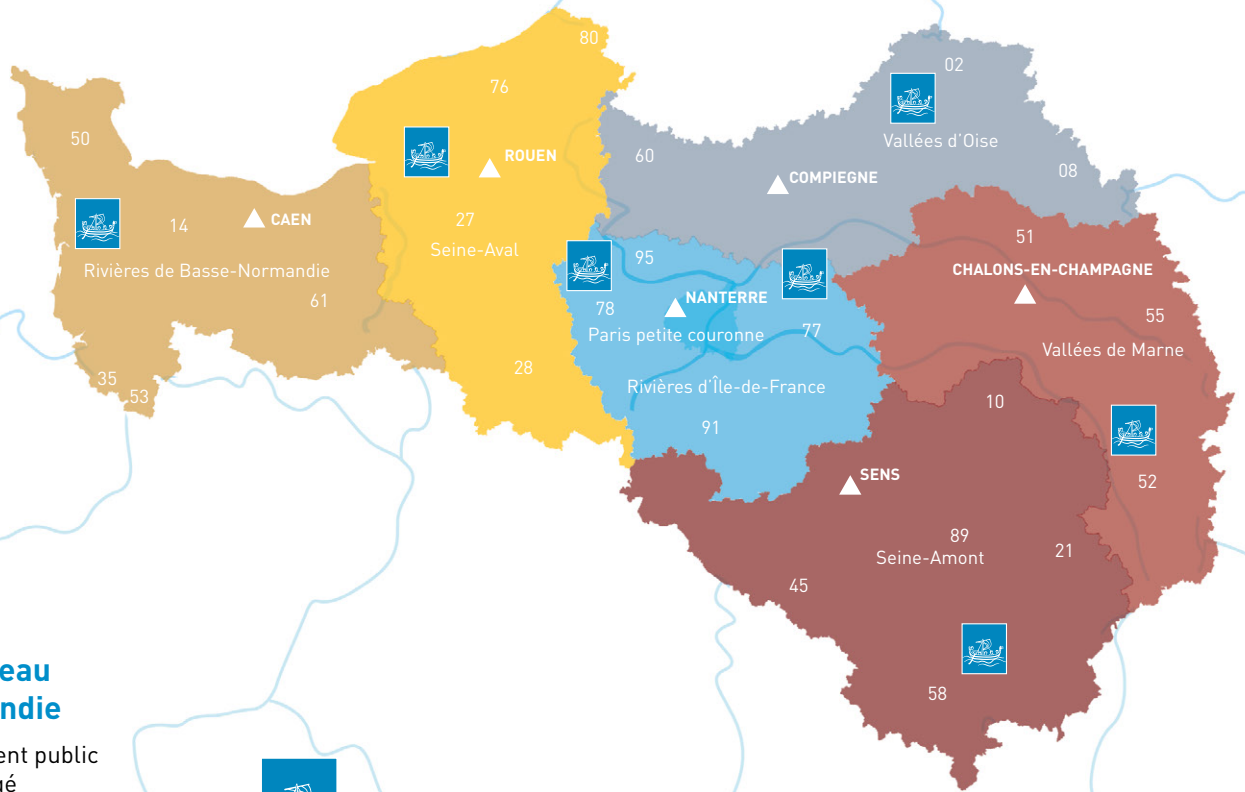 80
02
76
50
Vallées d'Oise
60
ROUEN
08
COMPIEGNE
27
14
CAEN
51
Seine-Aval
95
Rivières de Basse-Normandie
CHALONS-EN-CHAMPAGNE
61
NANTERRE
78
55
Paris petite couronne
77
Vallées de Marne
28
35
Rivières d'Île-de-France
53
10
91
SENS
52
89
21
Seine-Amont
45
eau
ndie
58
ent public
gé